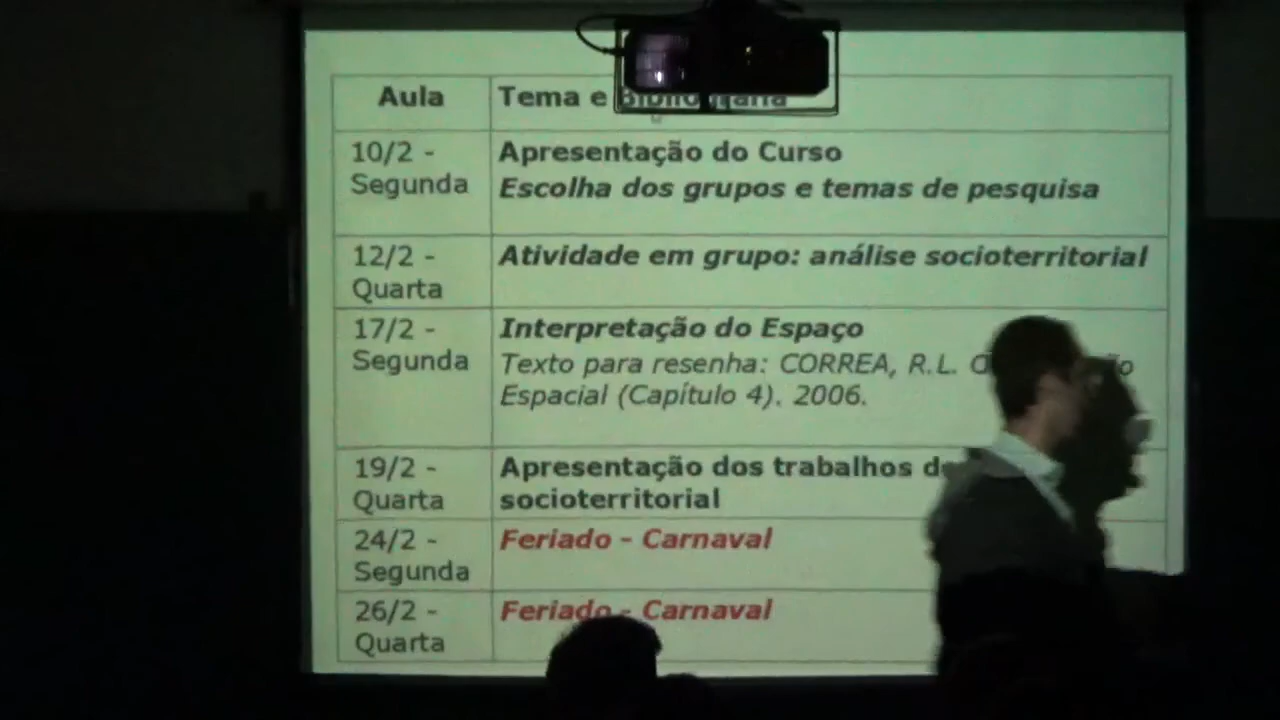 Aula
Tema e Bibliografia
10/2 -
Segunda
Apresentação do Curso
Escolha dos grupos e temas de pesquisa
12/2 -
Quarta
Atividade em grupo: análise socioterritorial
17/2 -
Segunda
Interpretação do Espaço
Texto para resenha: CORREA, R.L.
Espacial (Capítulo 4). 2006.
19/2 -
Quarta
Apresentação dos trabalhos
socioterritorial
24/2 -
Segunda
Feriado - Carnaval
26/2 -
Quarta
Feriado - Carnaval